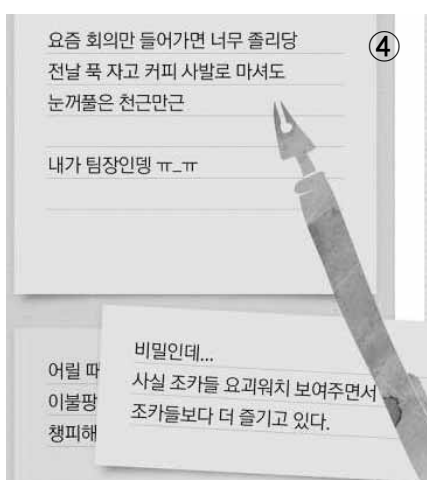 요즘 회의만 들어가면 너무 졸리당
④
전날 푹 자고 커피 사발로 마셔도
눈꺼풀은 천근만근
내가 팀장인뎅 ㅠ_ㅠ
비밀인데...
사실 조카들 요괴워치 보여주면서
조카들보다 더 즐기고 있다.
어릴 때
이불팡
챙피해